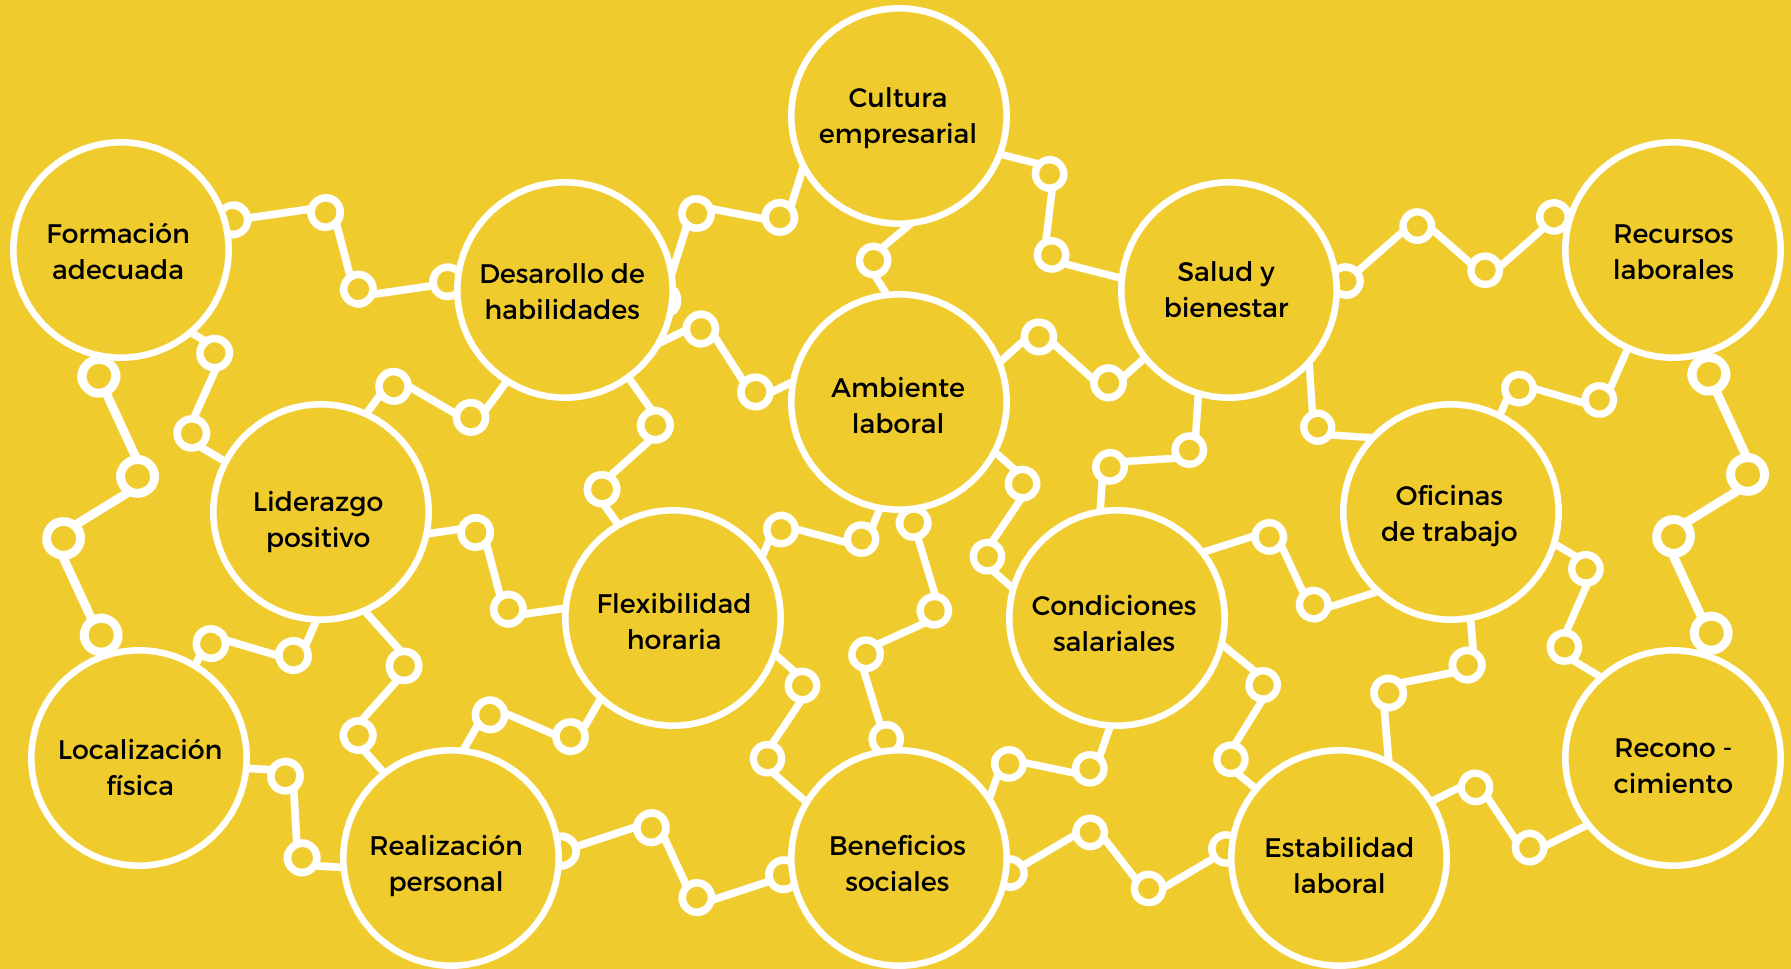 Cultura
empresarial
Formación
adecuada
Desarollo de
habilidades
Salud y
bienestar
Recursos
laborales
Ambiente
laboral
Liderazgo
positivo
Oficinas
de trabajo
Flexibilidad
horaria
Condiciones
salariales
Localización
física
Recono -
cimiento
Realización
personal
Beneficios
sociales
Estabilidad
laboral